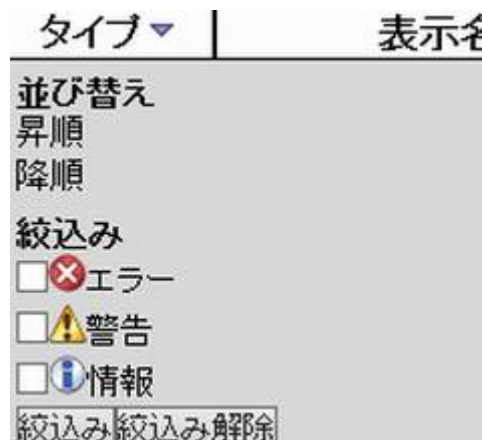 タイプ 表示名
並び替え
昇順
降順
絞込み
エラー
警告
情報
絞込み 絞込み解除